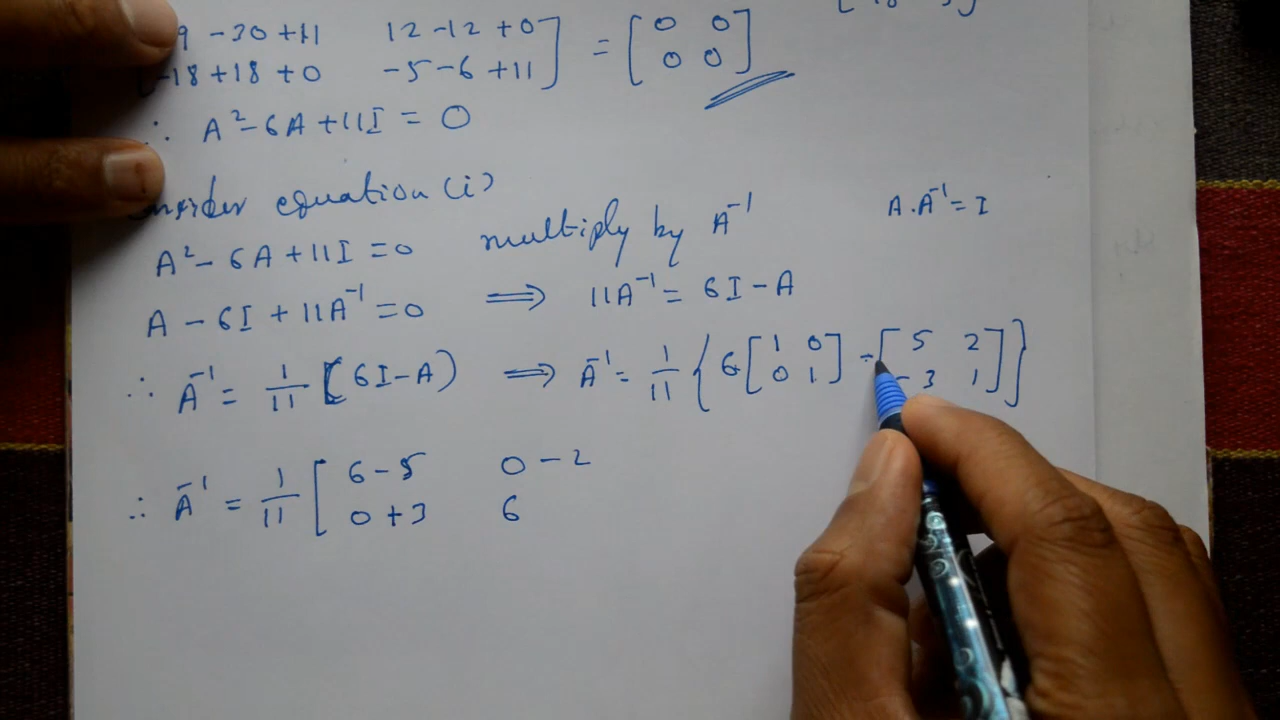 9 -30 +11 12 -12 +0 ] = [ 0 0
-18 +18 +0 -5 -6 +11 ] 0 0 ]
∴ A² - 6A + 11I = 0
equation (i)
A² - 6A + 11I = 0 multiply by A⁻¹ A.A⁻¹ = I
A - 6I + 11A⁻¹ = 0 ⟹ 11A⁻¹ = 6I - A
∴ A⁻¹ = 1/11 [6I - A) ⟹ A⁻¹ = 1/11 { 6 [ 1 0 ] - [ 5 2 ] }
0 1 -3 1
∴ A⁻¹ = 1/11 [ 6 - 5 0 - 2
0 + 3 6